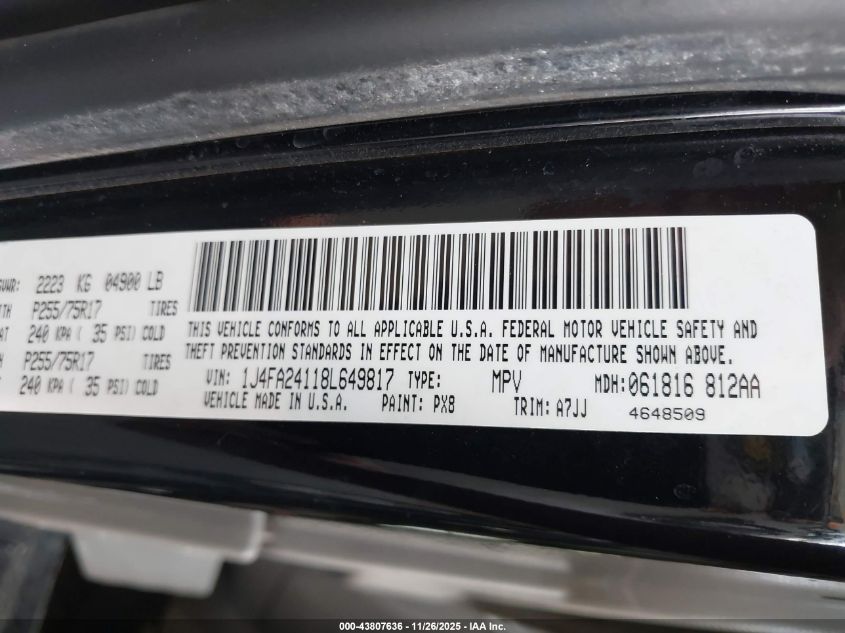 GVWR: 2223 KG 04900 LB
P255/75R17 TIRES
240 KPA ( 35 PSI) COLD
P255/75R17 TIRES
240 KPA ( 35 PSI) COLD
THIS VEHICLE CONFORMS TO ALL APPLICABLE U.S.A. FEDERAL MOTOR VEHICLE SAFETY AND
THEFT PREVENTION STANDARDS IN EFFECT ON THE DATE OF MANUFACTURE SHOWN ABOVE.
VIN: 1J4FA24118L649817 TYPE: MPV MDH: 061816 812AA
VEHICLE MADE IN U.S.A. PAINT: PX8 TRIM: A7JJ 4648509
000-43807636 - 11/26/2025 - IAA Inc.